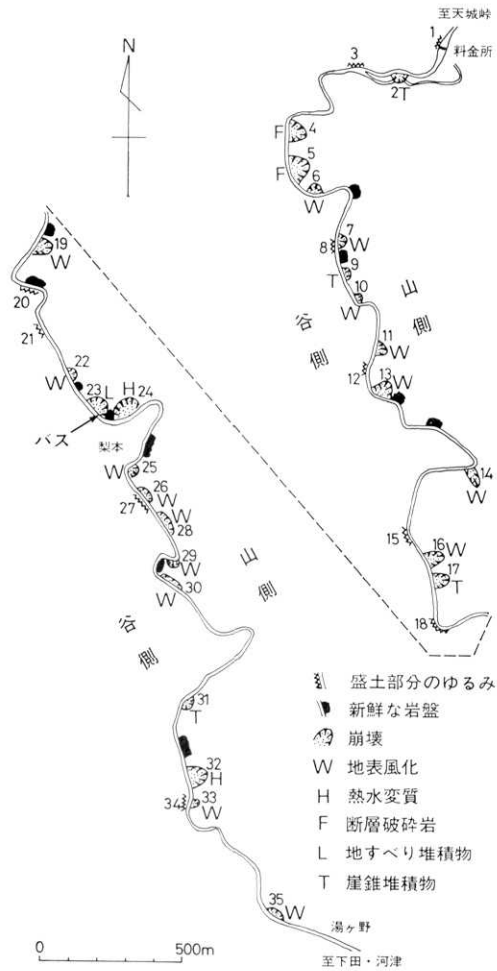 至天城峠
1
料金所
N
3
2 T
F 4
5
F 6
W
7
8 W
9
T
10
W
山側
谷側
11
W
12
13
W
14
W
15
16 W
17
T
18
19
W
20
21
22
W
23 L H 24
バス
梨本
W 25
26
W
27 W
28
29
W
30
W
山側
谷側
31
T
32
H
34 33
W
35
W
湯ヶ野
至下田・河津
盛土部分のゆるみ
新鮮な岩盤
崩壊
W 地表風化
H 熱水変質
F 断層破砕岩
L 地すべり堆積物
T 崖錐堆積物
0 500m